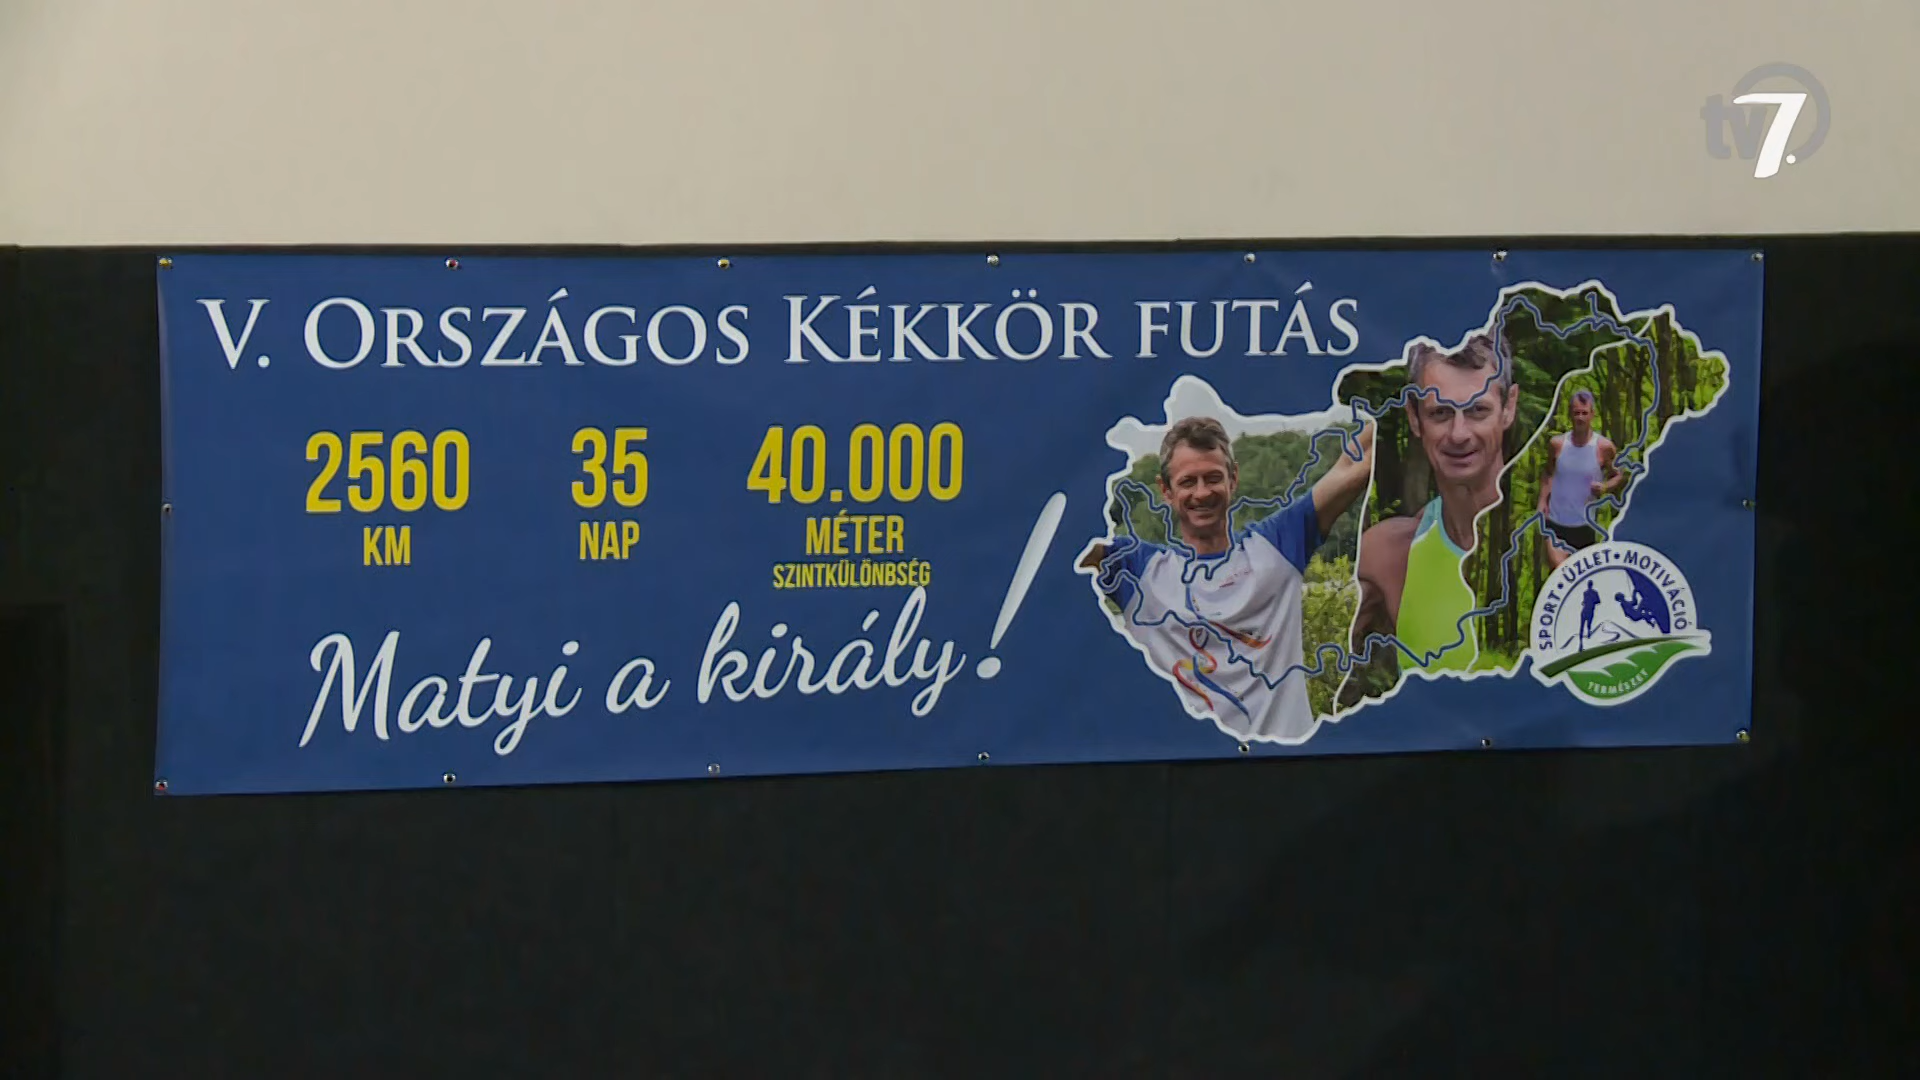 tv7.
V. Országos Kékkör futás
2560
KM
35
NAP
40.000
MÉTER
SZINTKÜLÖNBSÉG
Matyi a király!
SPORT • ÜZLET • MOTIVÁCIÓ
TERMÉSZET